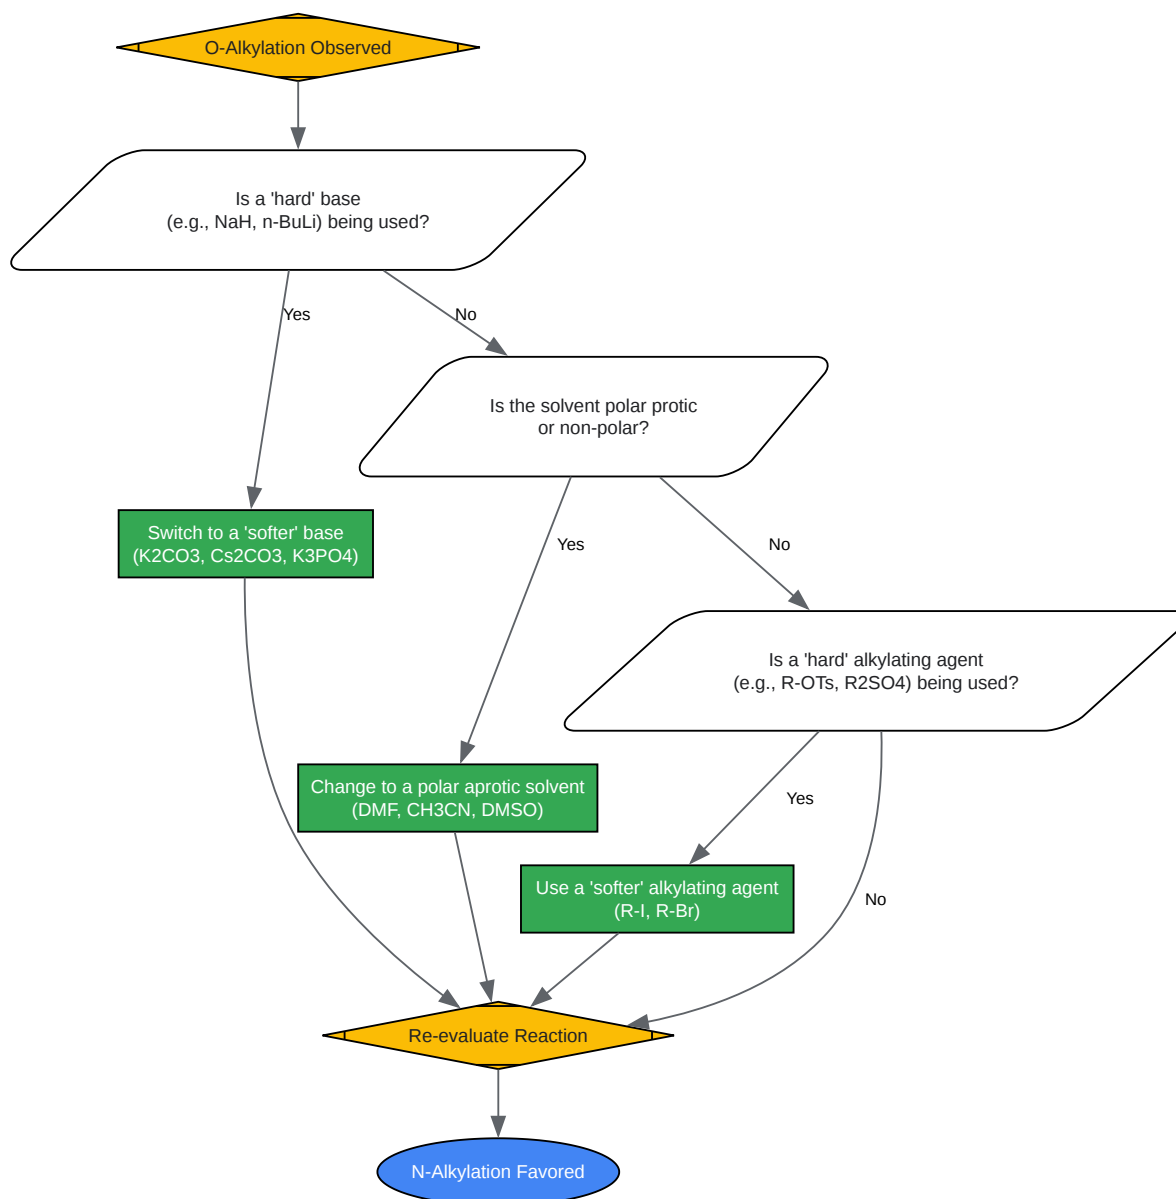 O-Alkylation Observed
Is a 'hard' base
(e.g., NaH, n-BuLi) being used?
Yes
No
Is the solvent polar protic
or non-polar?
Switch to a 'softer' base
(K2CO3, Cs2CO3, K3PO4)
Yes
No
Is a 'hard' alkylating agent
(e.g., R-OTs, R2SO4) being used?
Change to a polar aprotic solvent
(DMF, CH3CN, DMSO)
Yes
Use a 'softer' alkylating agent
(R-I, R-Br)
No
Re-evaluate Reaction
N-Alkylation Favored